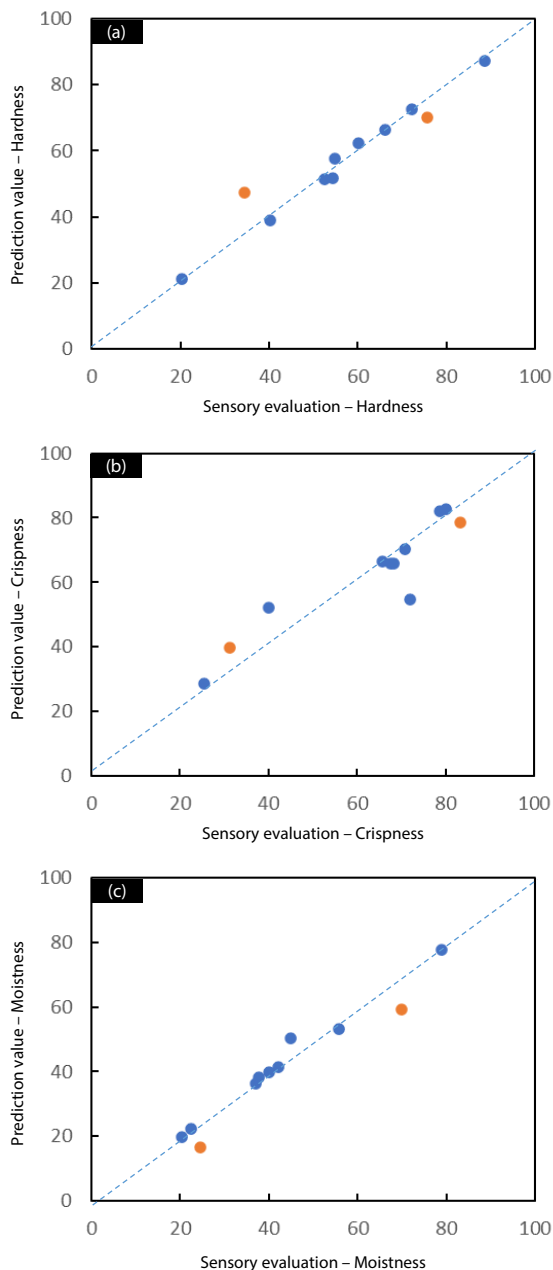 (a)
Prediction value – Hardness
100
80
60
40
20
0
0 20 40 60 80 100
Sensory evaluation – Hardness
(b)
Prediction value – Crispness
100
80
60
40
20
0
0 20 40 60 80 100
Sensory evaluation – Crispness
(c)
Prediction value – Moistness
100
80
60
40
20
0
0 20 40 60 80 100
Sensory evaluation – Moistness